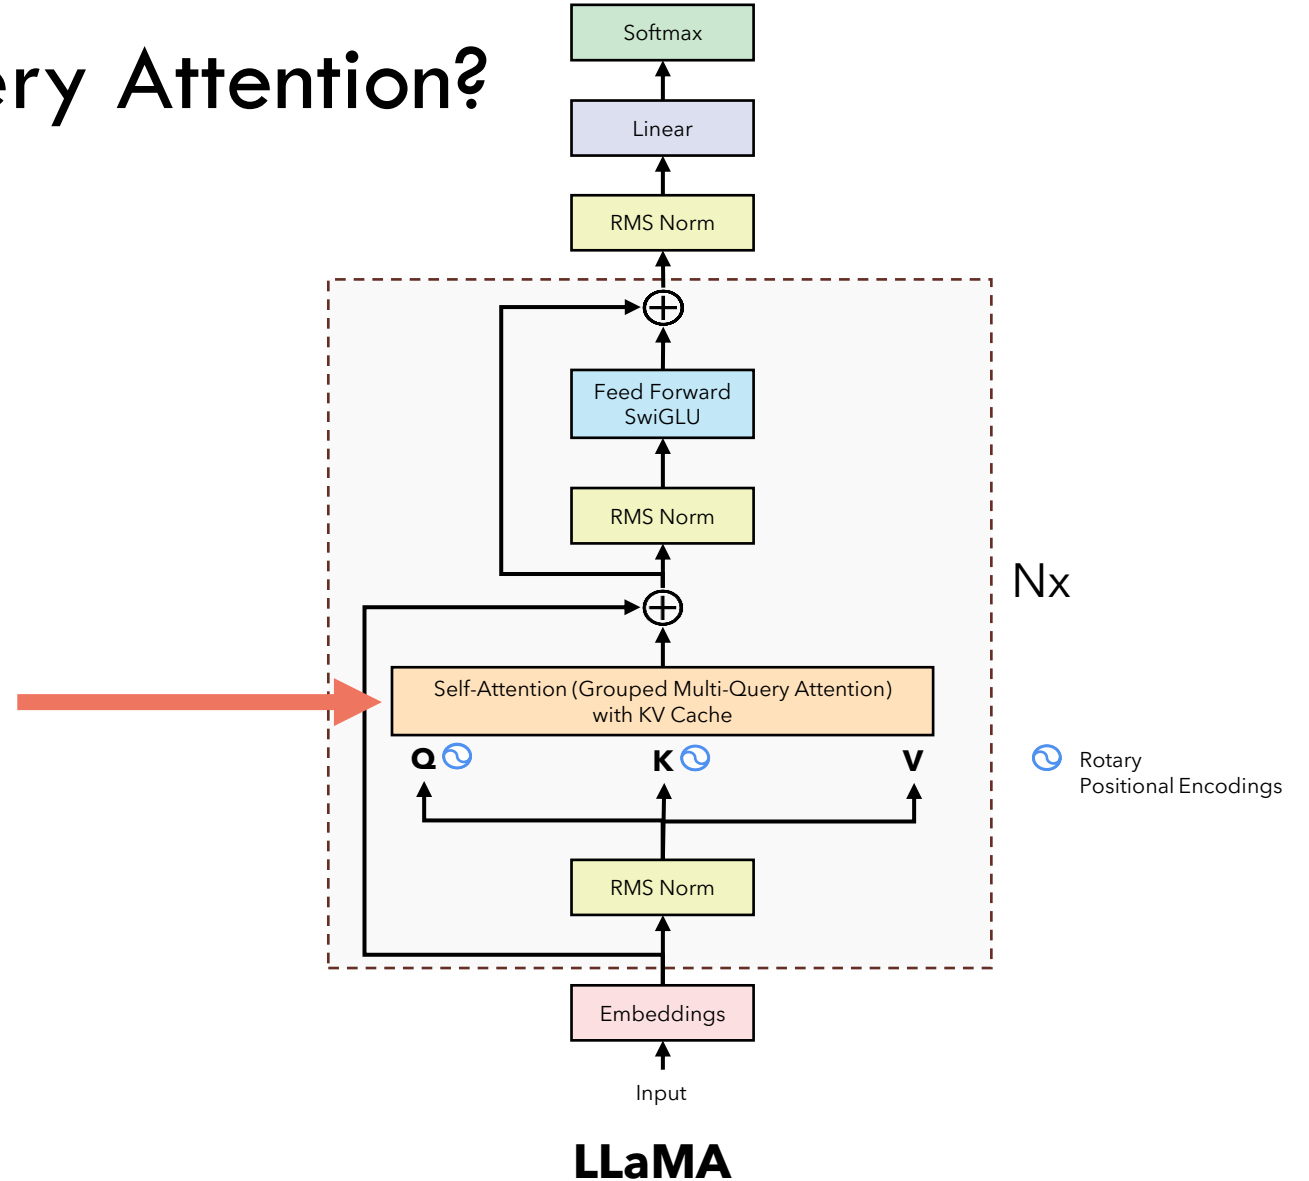 ery Attention?
Softmax
Linear
RMS Norm
Feed Forward
SwiGLU
RMS Norm
Nx
Self-Attention (Grouped Multi-Query Attention)
with KV Cache
Q K V
Rotary
Positional Encodings
RMS Norm
Embeddings
Input
LLaMA